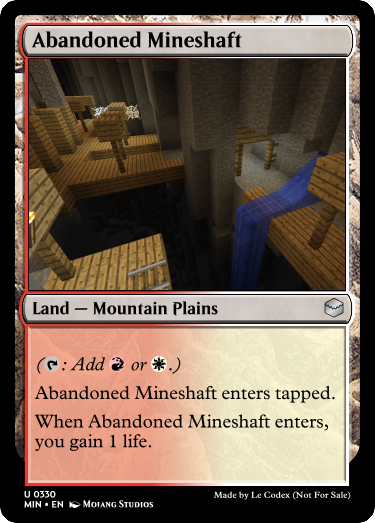 Abandoned Mineshaft
Land — Mountain Plains
(: Add or .)
Abandoned Mineshaft enters tapped.
When Abandoned Mineshaft enters,
you gain 1 life.
U 0330
MIN • EN Mojang Studios
Made by Le Codex (Not For Sale)